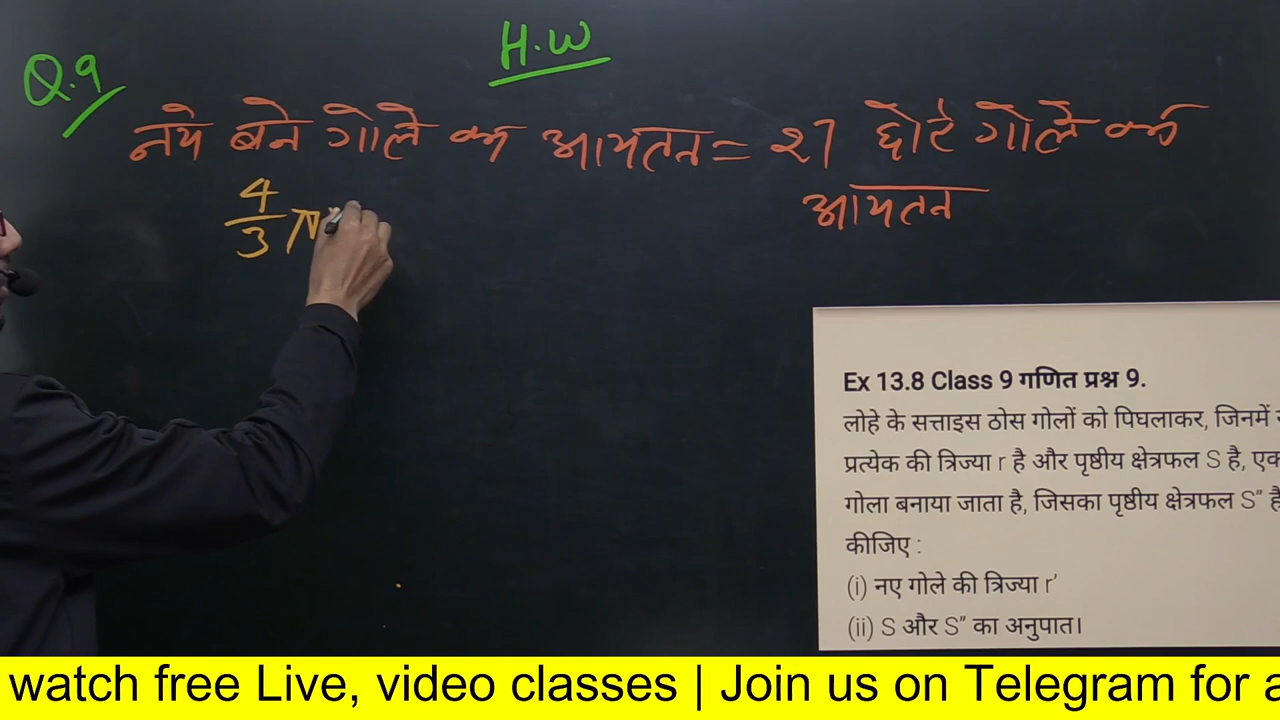 H.W
Q.9
नये बने गोले का आयतन = 27 छोटे गोले का
आयतन
4
3 π
Ex 13.8 Class 9 गणित प्रश्न 9.
लोहे के सत्ताइस ठोस गोलों को पिघलाकर, जिनमें
प्रत्येक की त्रिज्या r है और पृष्ठीय क्षेत्रफल S है, एक
गोला बनाया जाता है, जिसका पृष्ठीय क्षेत्रफल S” है
कीजिए :
(i) नए गोले की त्रिज्या r’
(ii) S और S” का अनुपात।
watch free Live, video classes | Join us on Telegram for a